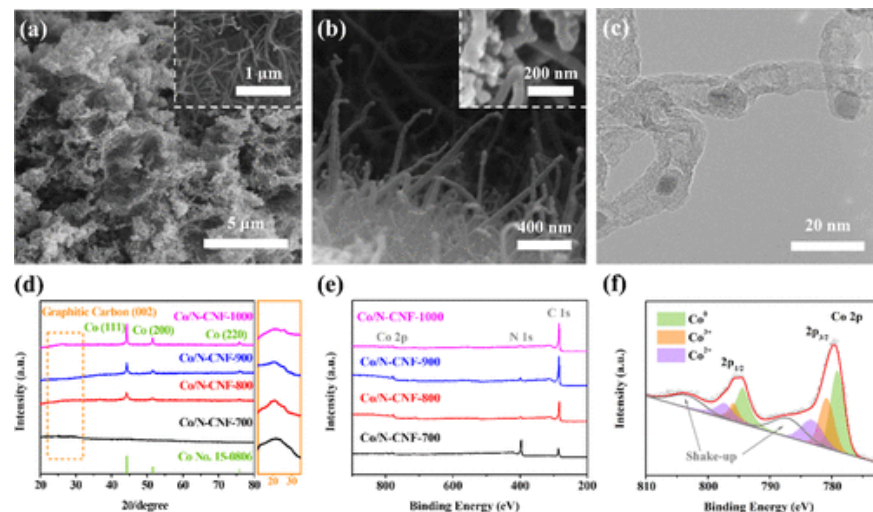 (a)
1 μm
5 μm
(b)
200 nm
400 nm
(c)
20 nm
(d)
Graphitic Carbon (002)
Co/N-CNF-1000
Co (111)
Co (200)
Co (220)
Co/N-CNF-900
Co/N-CNF-800
Co/N-CNF-700
Co No. 15-0806
Intensity (a.u.)
20 30 40 50 60 70 80
20 30
2θ/degree
(e)
C 1s
Co/N-CNF-1000
Co 2p
N 1s
Co/N-CNF-900
Co/N-CNF-800
Co/N-CNF-700
Intensity (a.u.)
800 600 400 200
Binding Energy (eV)
(f)
Co⁰
Co³⁺
Co²⁺
Co 2p
2p3/2
2p1/2
Shake-up
Intensity (a.u.)
810 800 790 780
Binding Energy (eV)